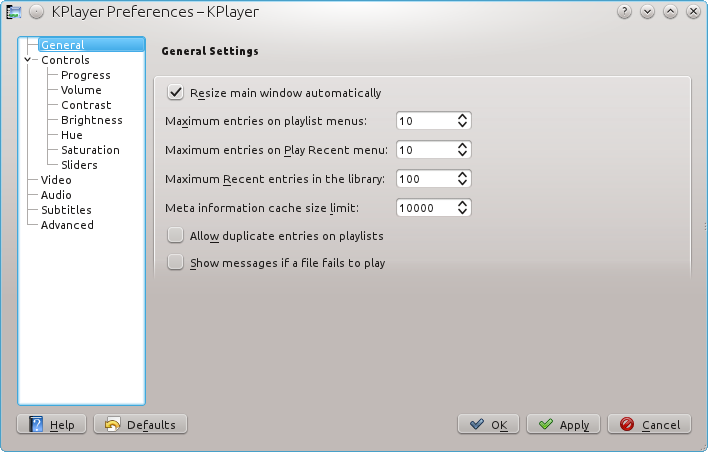 KPlayer Preferences – KPlayer
General
Controls
Progress
Volume
Contrast
Brightness
Hue
Saturation
Sliders
Video
Audio
Subtitles
Advanced
General Settings
Resize main window automatically
Maximum entries on playlist menus: 10
Maximum entries on Play Recent menu: 10
Maximum Recent entries in the library: 100
Meta information cache size limit: 10000
Allow duplicate entries on playlists
Show messages if a file fails to play
Help Defaults OK Apply Cancel